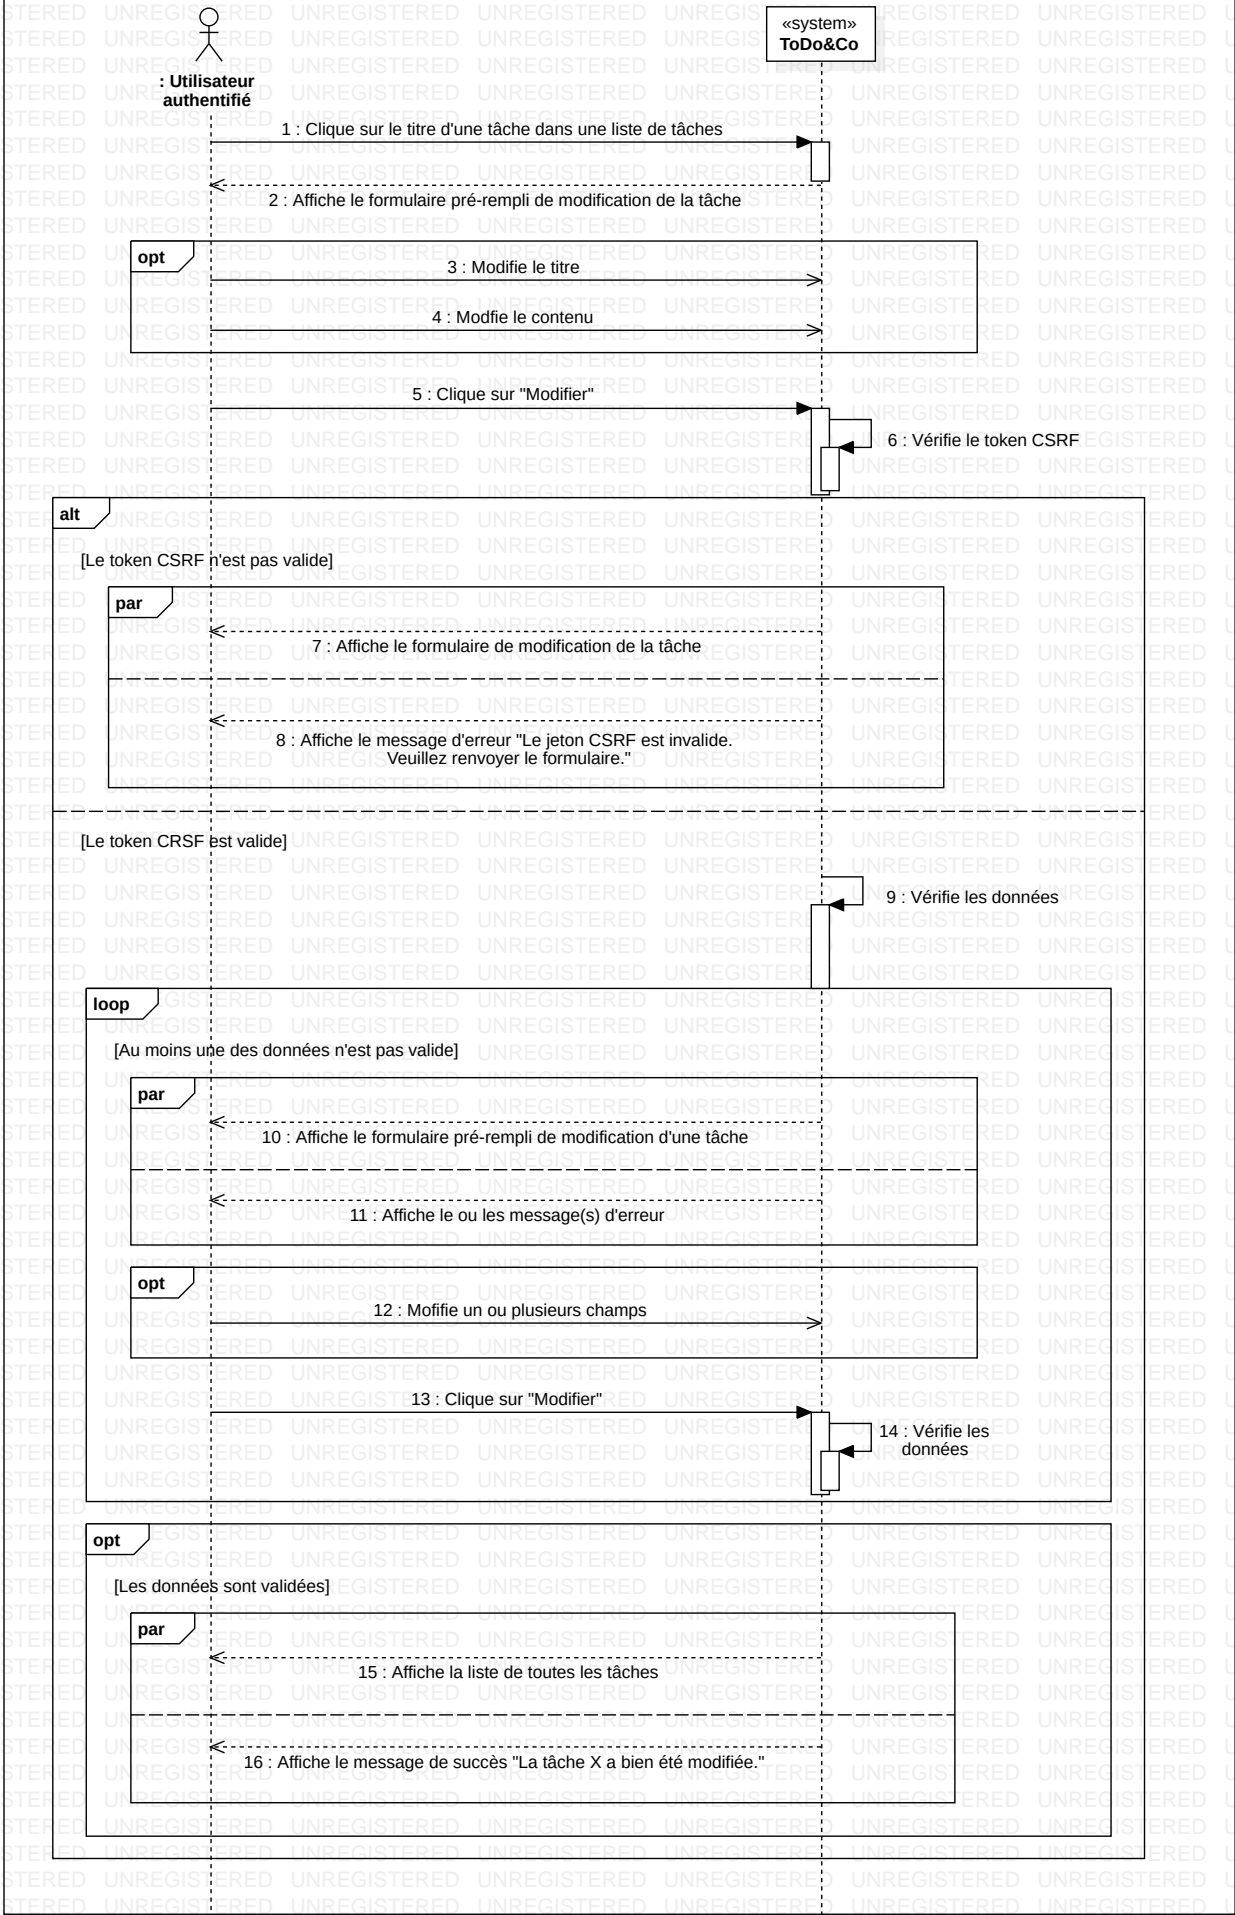 «system»
ToDo&Co
: Utilisateur
authentifié
1 : Clique sur le titre d'une tâche dans une liste de tâches
2 : Affiche le formulaire pré-rempli de modification de la tâche
opt
3 : Modifie le titre
4 : Modfie le contenu
5 : Clique sur "Modifier"
6 : Vérifie le token CSRF
alt
[Le token CSRF n'est pas valide]
par
7 : Affiche le formulaire de modification de la tâche
8 : Affiche le message d'erreur "Le jeton CSRF est invalide.
Veuillez renvoyer le formulaire."
[Le token CRSF est valide]
9 : Vérifie les données
loop
[Au moins une des données n'est pas valide]
par
10 : Affiche le formulaire pré-rempli de modification d'une tâche
11 : Affiche le ou les message(s) d'erreur
opt
12 : Mofifie un ou plusieurs champs
13 : Clique sur "Modifier"
14 : Vérifie les
données
opt
[Les données sont validées]
par
15 : Affiche la liste de toutes les tâches
16 : Affiche le message de succès "La tâche X a bien été modifiée."